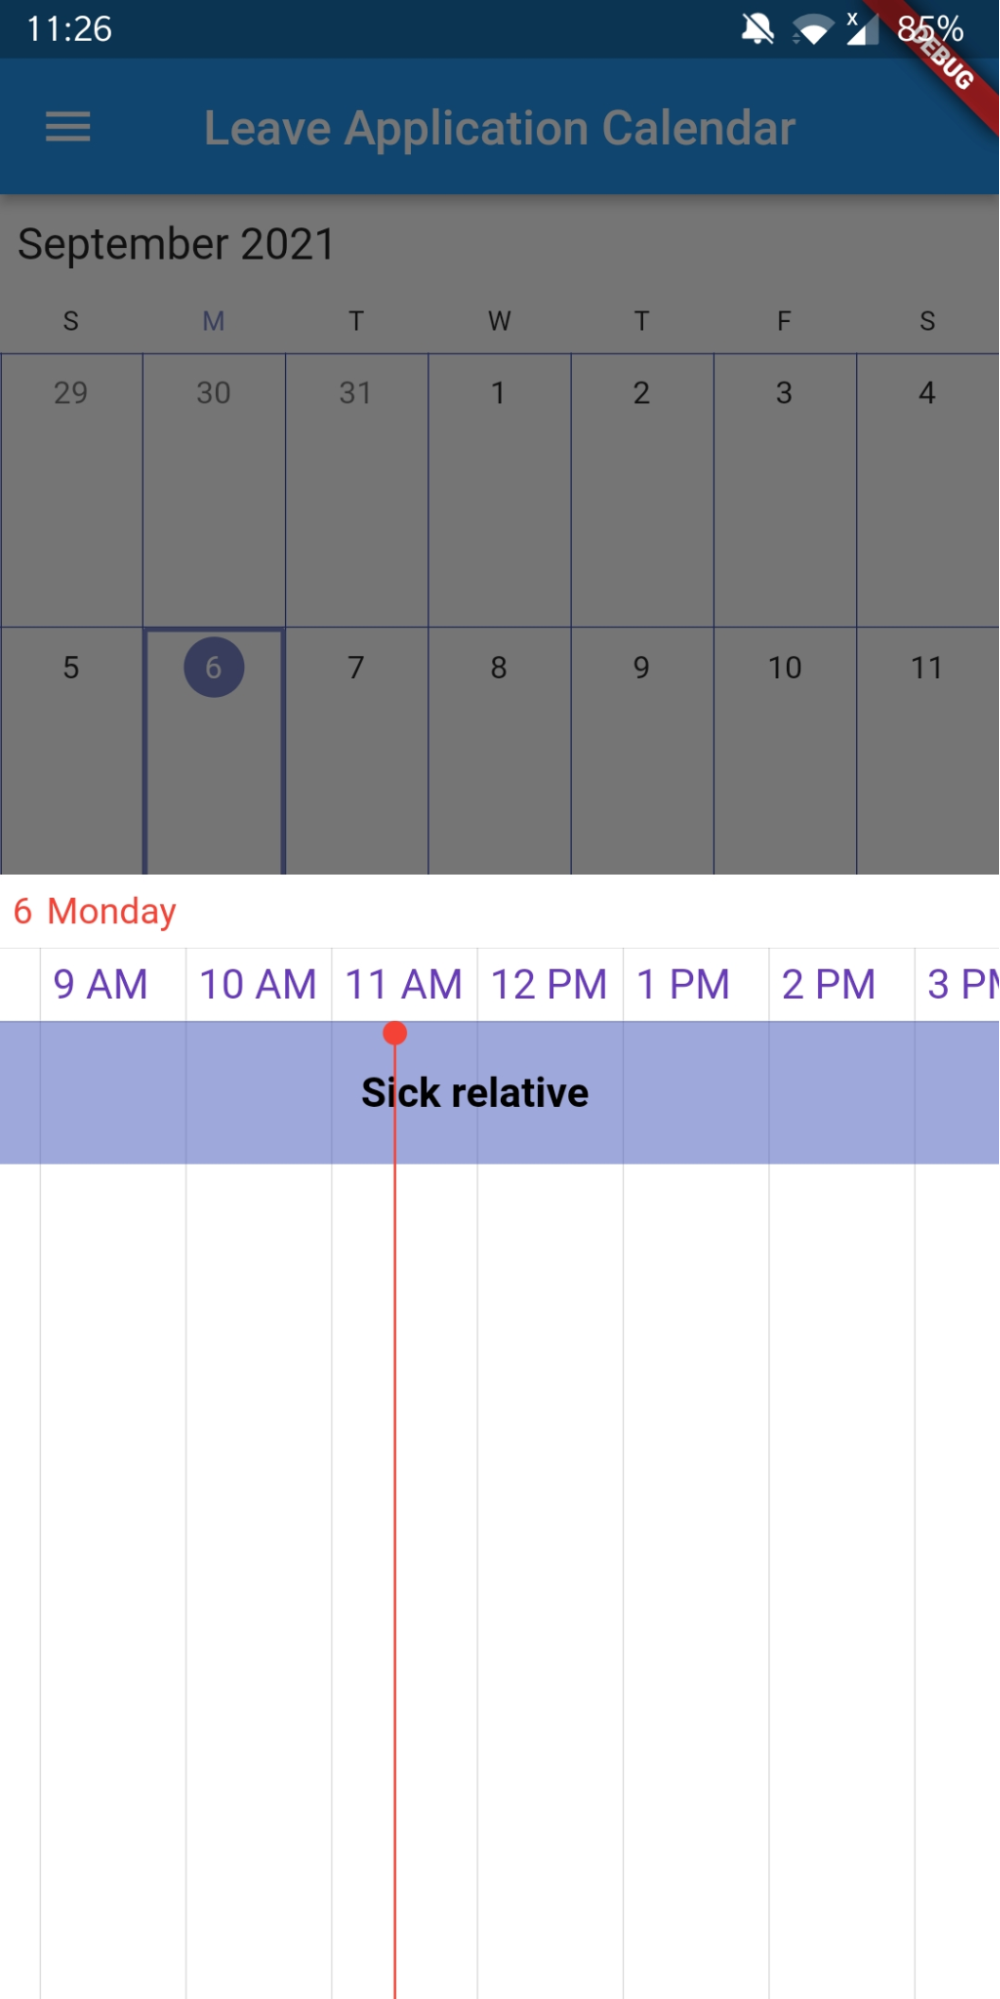 11:26 85%
DEBUG
Leave Application Calendar
September 2021
S M T W T F S
29 30 31 1 2 3 4
5 6 7 8 9 10 11
6 Monday
9 AM 10 AM 11 AM 12 PM 1 PM 2 PM 3 PM
Sick relative